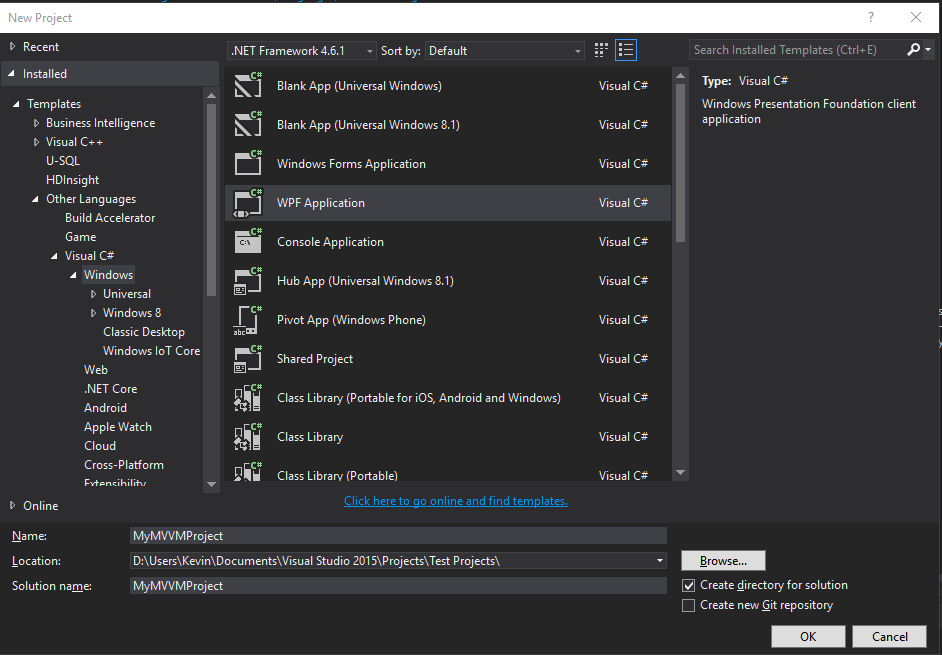 New Project
?
Recent
.NET Framework 4.6.1
Sort by:
Default
Search Installed Templates (Ctrl+E)
Installed
Templates
Business Intelligence
Visual C++
U-SQL
HDInsight
Other Languages
Build Accelerator
Game
Visual C#
Windows
Universal
Windows 8
Classic Desktop
Windows IoT Core
Web
.NET Core
Android
Apple Watch
Cloud
Cross-Platform
Extensibility
Online
Blank App (Universal Windows) Visual C#
Blank App (Universal Windows 8.1) Visual C#
Windows Forms Application Visual C#
WPF Application Visual C#
Console Application Visual C#
Hub App (Universal Windows 8.1) Visual C#
Pivot App (Windows Phone) Visual C#
Shared Project Visual C#
Class Library (Portable for iOS, Android and Windows) Visual C#
Class Library Visual C#
Class Library (Portable) Visual C#
Click here to go online and find templates.
Type: Visual C#
Windows Presentation Foundation client
application
Name: MyMVVMProject
Location: D:\Users\Kevin\Documents\Visual Studio 2015\Projects\Test Projects\
Browse...
Solution name: MyMVVMProject
Create directory for solution
Create new Git repository
OK
Cancel